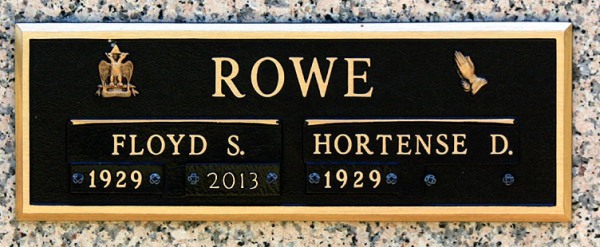 ROWE
FLOYD S. HORTENSE D.
1929 2013 1929